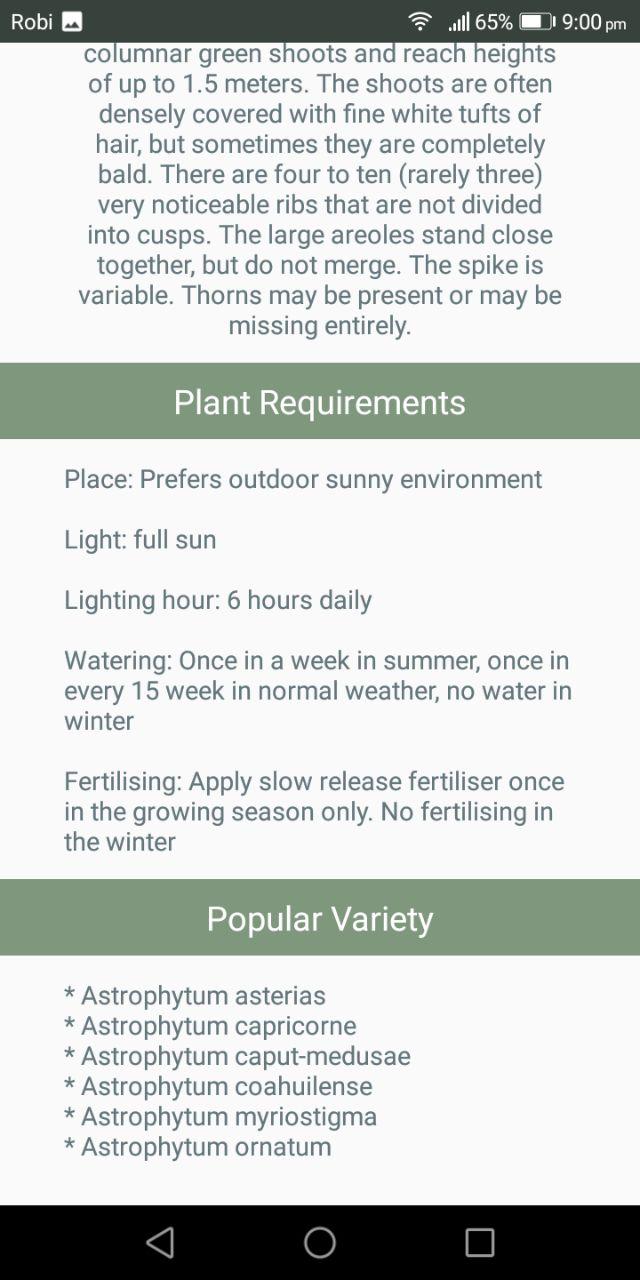 Robi 65% 9:00 pm
columnar green shoots and reach heights
of up to 1.5 meters. The shoots are often
densely covered with fine white tufts of
hair, but sometimes they are completely
bald. There are four to ten (rarely three)
very noticeable ribs that are not divided
into cusps. The large areoles stand close
together, but do not merge. The spike is
variable. Thorns may be present or may be
missing entirely.
Plant Requirements
Place: Prefers outdoor sunny environment
Light: full sun
Lighting hour: 6 hours daily
Watering: Once in a week in summer, once in
every 15 week in normal weather, no water in
winter
Fertilising: Apply slow release fertiliser once
in the growing season only. No fertilising in
the winter
Popular Variety
* Astrophytum asterias
* Astrophytum capricorne
* Astrophytum caput-medusae
* Astrophytum coahuilense
* Astrophytum myriostigma
* Astrophytum ornatum